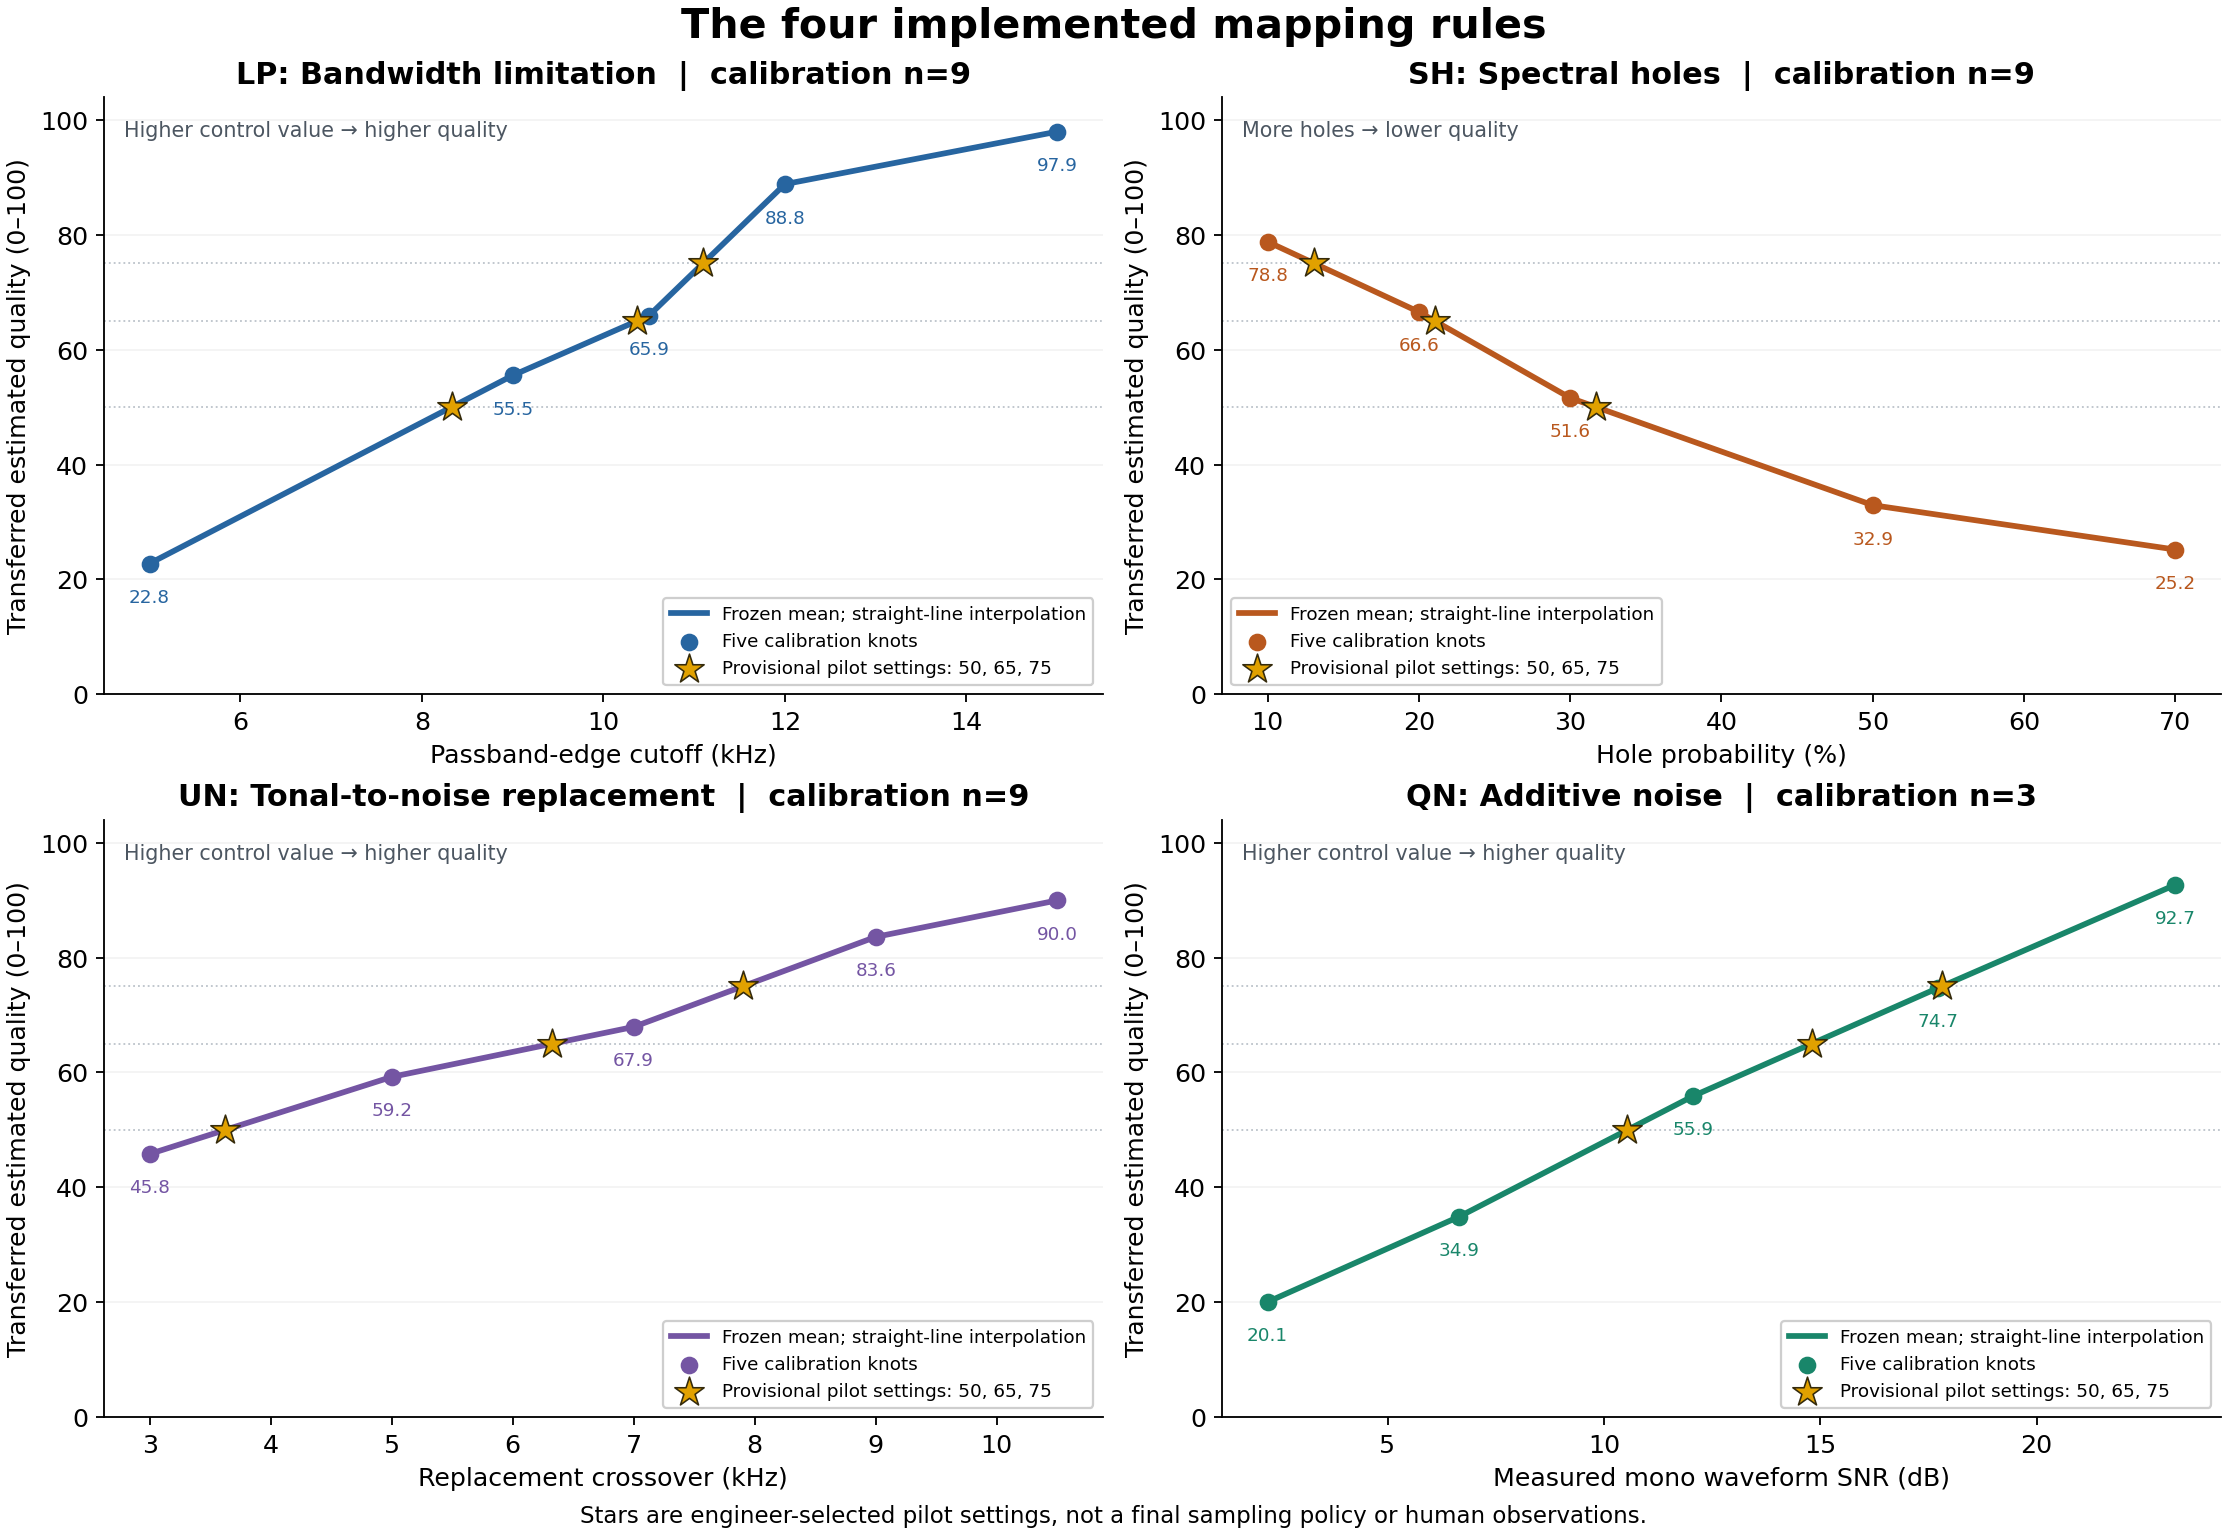 The four implemented mapping rules
LP: Bandwidth limitation | calibration n=9
Higher control value → higher quality
Transferred estimated quality (0–100)
100
80
60
40
20
0
22.8
55.5
65.9
88.8
97.9
Frozen mean; straight-line interpolation
Five calibration knots
Provisional pilot settings: 50, 65, 75
6 8 10 12 14
Passband-edge cutoff (kHz)
SH: Spectral holes | calibration n=9
More holes → lower quality
Transferred estimated quality (0–100)
100
80
60
40
20
0
78.8
66.6
51.6
32.9
25.2
Frozen mean; straight-line interpolation
Five calibration knots
Provisional pilot settings: 50, 65, 75
10 20 30 40 50 60 70
Hole probability (%)
UN: Tonal-to-noise replacement | calibration n=9
Higher control value → higher quality
Transferred estimated quality (0–100)
100
80
60
40
20
0
45.8
59.2
67.9
83.6
90.0
Frozen mean; straight-line interpolation
Five calibration knots
Provisional pilot settings: 50, 65, 75
3 4 5 6 7 8 9 10
Replacement crossover (kHz)
QN: Additive noise | calibration n=3
Higher control value → higher quality
Transferred estimated quality (0–100)
100
80
60
40
20
0
20.1
34.9
55.9
74.7
92.7
Frozen mean; straight-line interpolation
Five calibration knots
Provisional pilot settings: 50, 65, 75
5 10 15 20
Measured mono waveform SNR (dB)
Stars are engineer-selected pilot settings, not a final sampling policy or human observations.